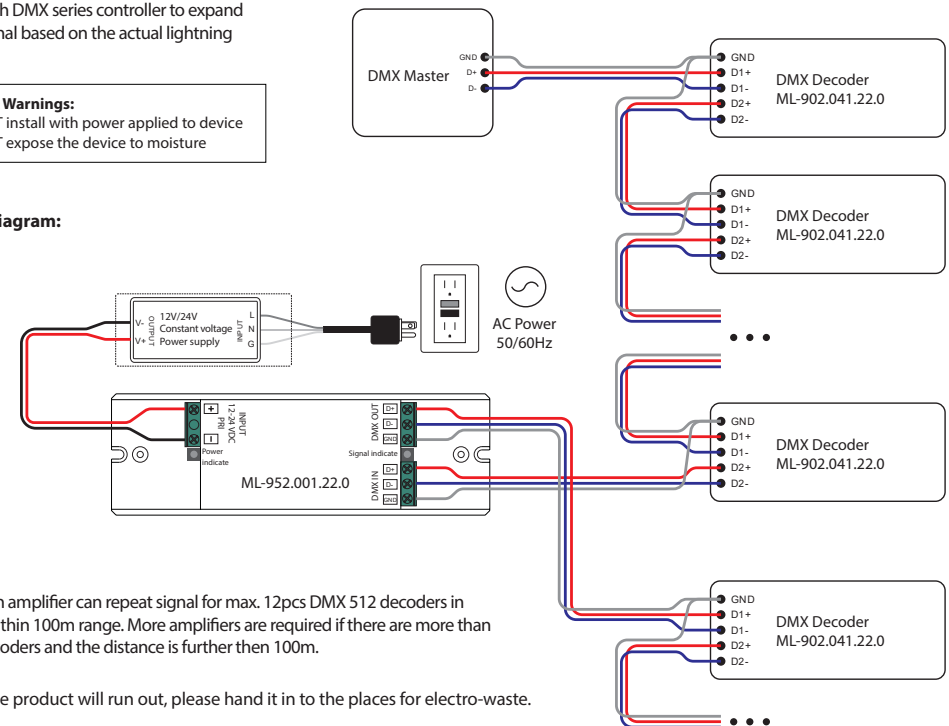 h DMX series controller to expand
nal based on the actual lightning
Warnings:
T install with power applied to device
T expose the device to moisture
iagram:
DMX Master
GND
D+
D-
GND
D1+
D1-
D2+
D2-
DMX Decoder
ML-902.041.22.0
GND
D1+
D1-
D2+
D2-
DMX Decoder
ML-902.041.22.0
V-
V+
OUTPUT
12V/24V
Constant voltage
Power supply
INPUT
L
N
G
AC Power
50/60Hz
INPUT
12-24 VDC
PRI
Power
indicate
ML-952.001.22.0
DMX OUT
D+
D-
GND
Signal indicate
DMX IN
D+
D-
GND
GND
D1+
D1-
D2+
D2-
DMX Decoder
ML-902.041.22.0
n amplifier can repeat signal for max. 12pcs DMX 512 decoders in
thin 100m range. More amplifiers are required if there are more than
coders and the distance is further then 100m.
GND
D1+
D1-
D2+
D2-
DMX Decoder
ML-902.041.22.0
e product will run out, please hand it in to the places for electro-waste.